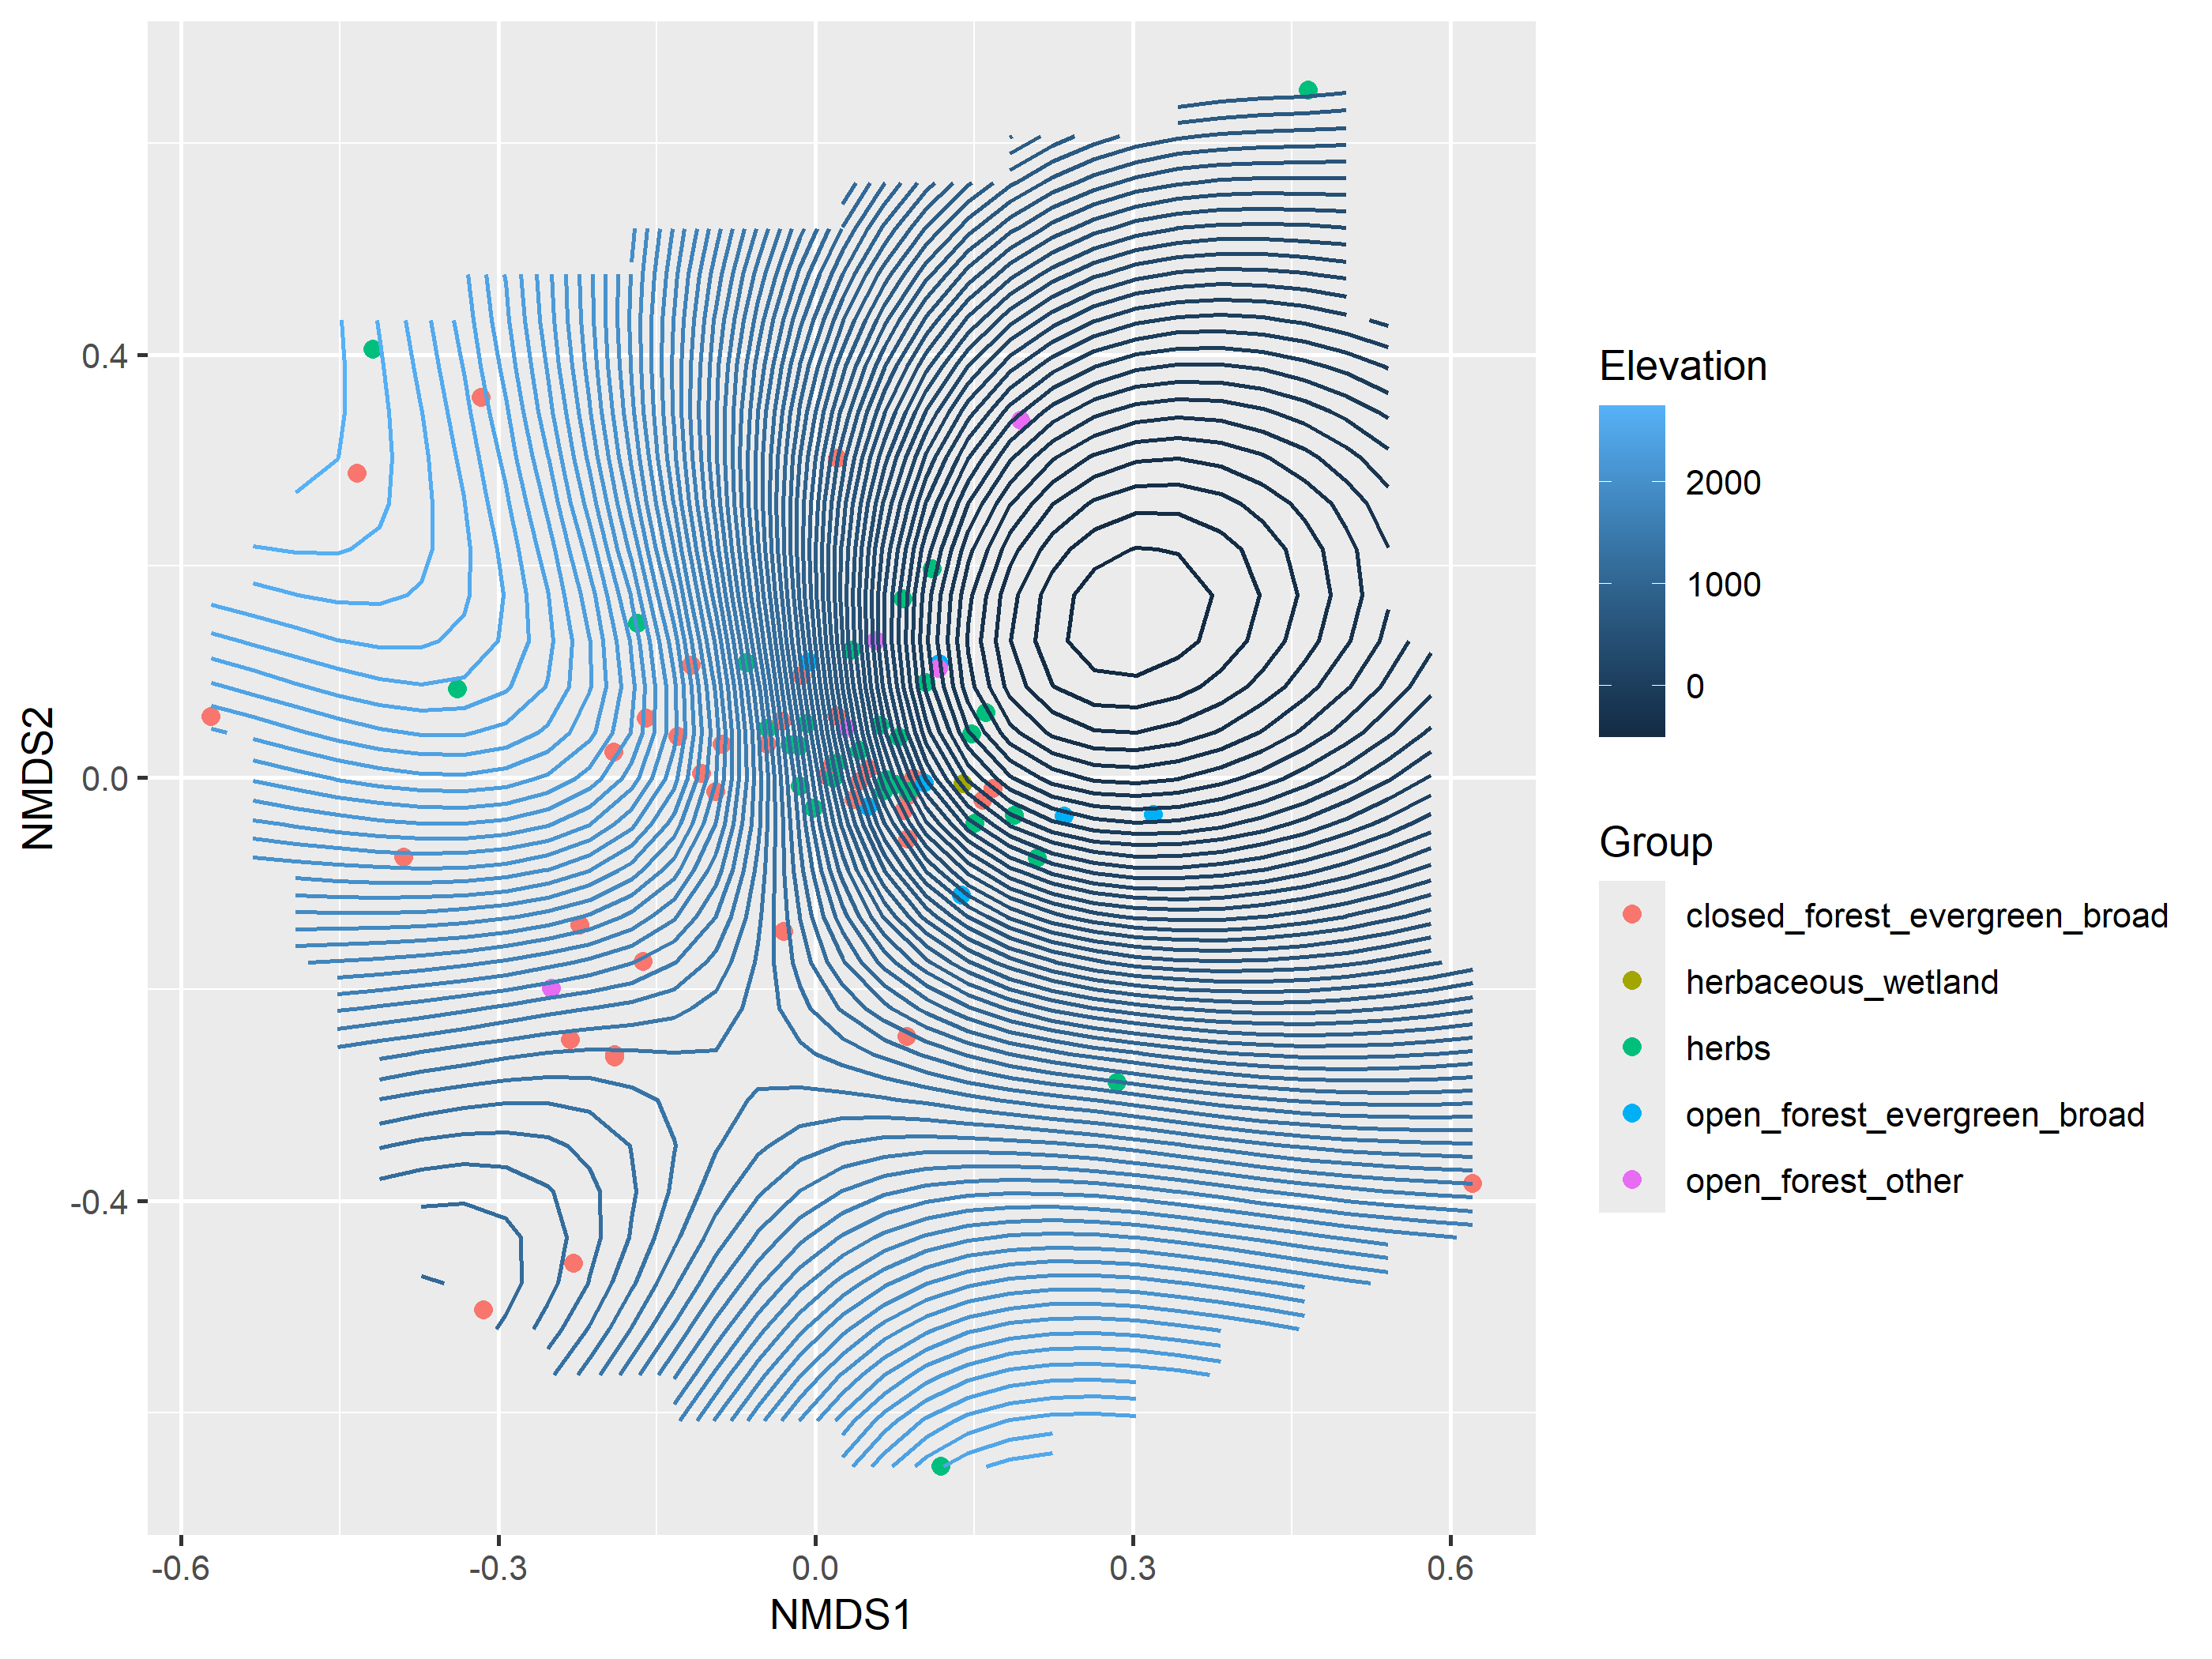 NMDS2
0.4
0.0
-0.4
-0.6
-0.3
0.0
0.3
0.6
NMDS1
Elevation
2000
1000
0
Group
closed_forest_evergreen_broad
herbaceous_wetland
herbs
open_forest_evergreen_broad
open_forest_other